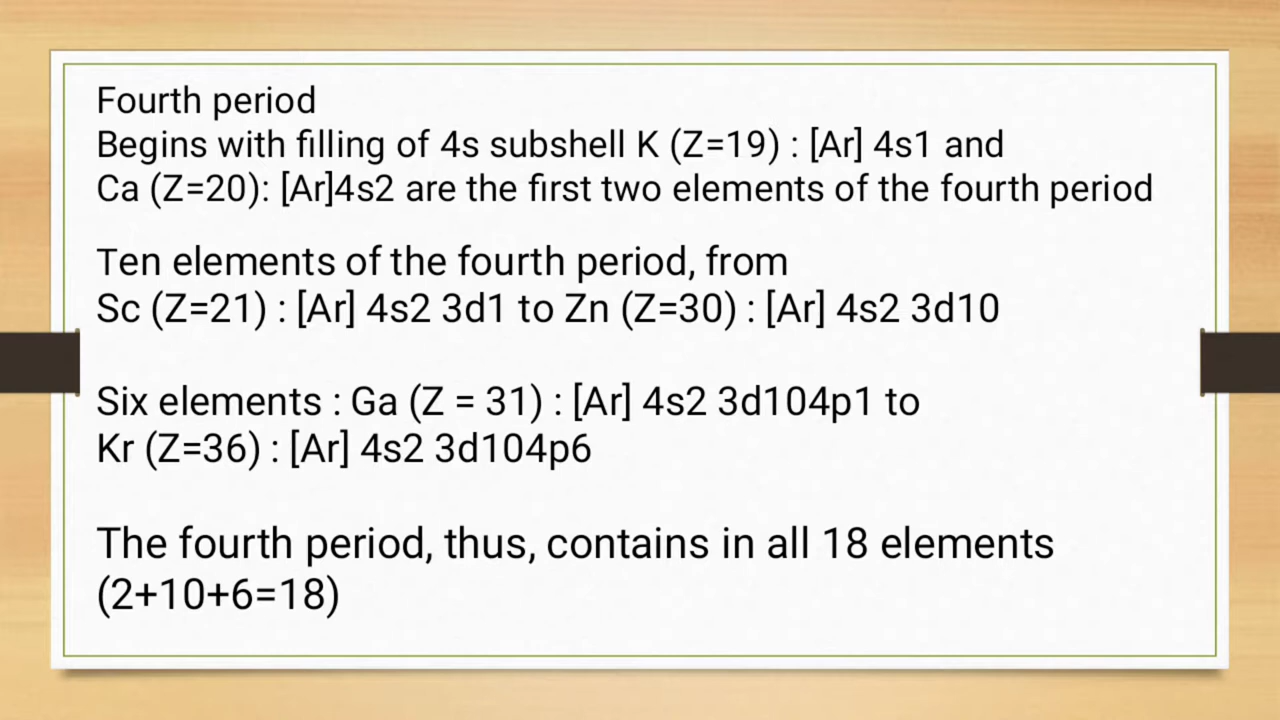 Fourth period
Begins with filling of 4s subshell K (Z=19) : [Ar] 4s1 and
Ca (Z=20): [Ar]4s2 are the first two elements of the fourth period
Ten elements of the fourth period, from
Sc (Z=21) : [Ar] 4s2 3d1 to Zn (Z=30) : [Ar] 4s2 3d10
Six elements : Ga (Z = 31) : [Ar] 4s2 3d104p1 to
Kr (Z=36) : [Ar] 4s2 3d104p6
The fourth period, thus, contains in all 18 elements
(2+10+6=18)